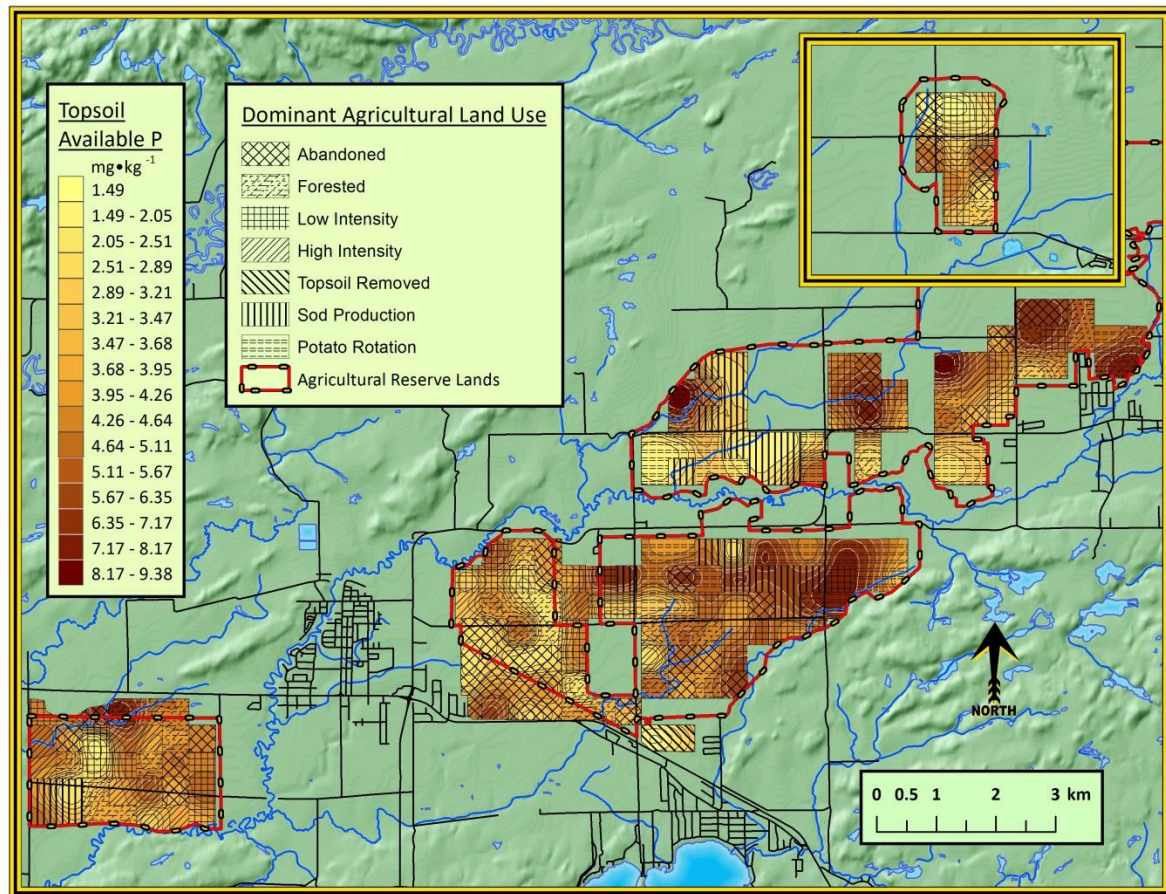 Topsoil
Available P
mg•kg⁻¹
1.49
1.49 - 2.05
2.05 - 2.51
2.51 - 2.89
2.89 - 3.21
3.21 - 3.47
3.47 - 3.68
3.68 - 3.95
3.95 - 4.26
4.26 - 4.64
4.64 - 5.11
5.11 - 5.67
5.67 - 6.35
6.35 - 7.17
7.17 - 8.17
8.17 - 9.38
Dominant Agricultural Land Use
Abandoned
Forested
Low Intensity
High Intensity
Topsoil Removed
Sod Production
Potato Rotation
Agricultural Reserve Lands
NORTH
0 0.5 1 2 3 km